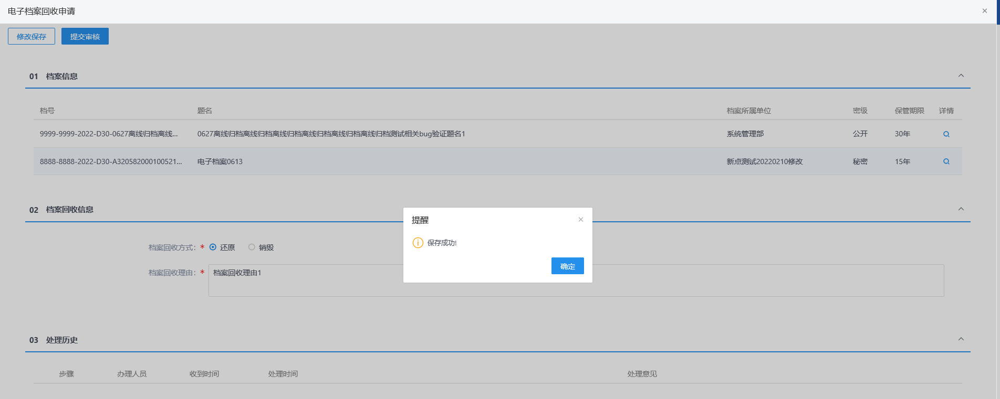 电子档案回收申请
修改保存 提交审核
01 档案信息
档号 题名 档案所属单位 密级 保管期限 详情
9999-9999-2022-D30-0627离线归档离线... 0627离线归档离线归档离线归档离线归档离线归档离线归档测试相关bug验证题名1 系统管理部 公开 30年
8888-8888-2022-D30-A320582000100521... 电子档案0613 新点测试20220210修改 秘密 15年
02 档案回收信息
提醒
保存成功!
确定
档案回收方式：* 还原 销毁
档案回收理由：* 档案回收理由1
03 处理历史
步骤 办理人员 收到时间 处理时间 处理意见